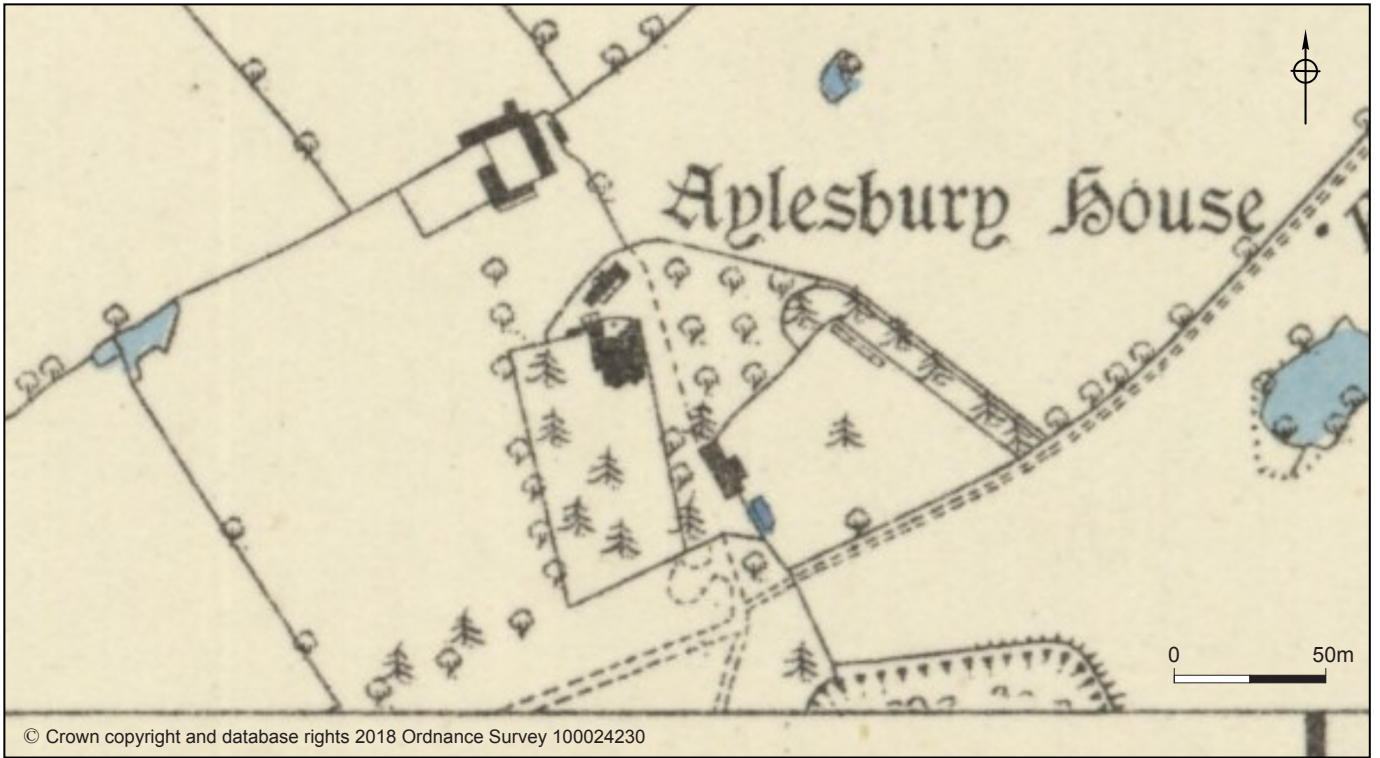 Aylesbury House
0 50m
© Crown copyright and database rights 2018 Ordnance Survey 100024230